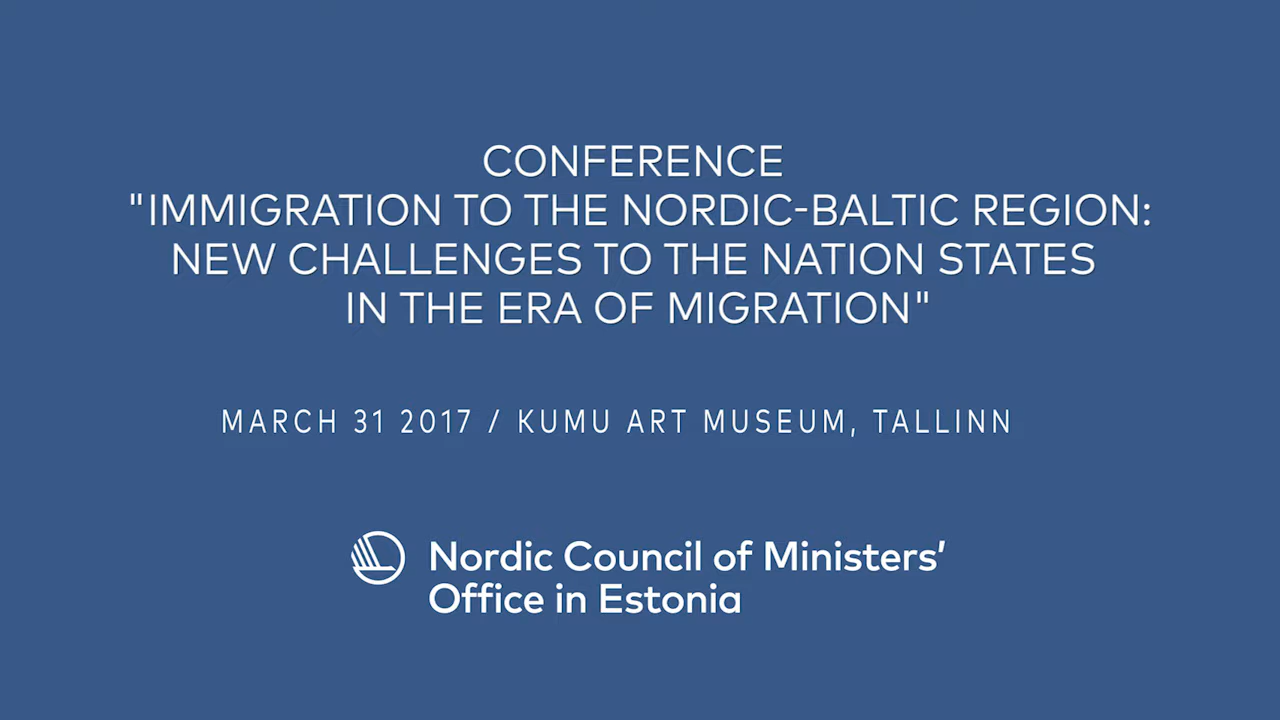 CONFERENCE
"IMMIGRATION TO THE NORDIC-BALTIC REGION:
NEW CHALLENGES TO THE NATION STATES
IN THE ERA OF MIGRATION"
MARCH 31 2017 / KUMU ART MUSEUM, TALLINN
Nordic Council of Ministers’
Office in Estonia